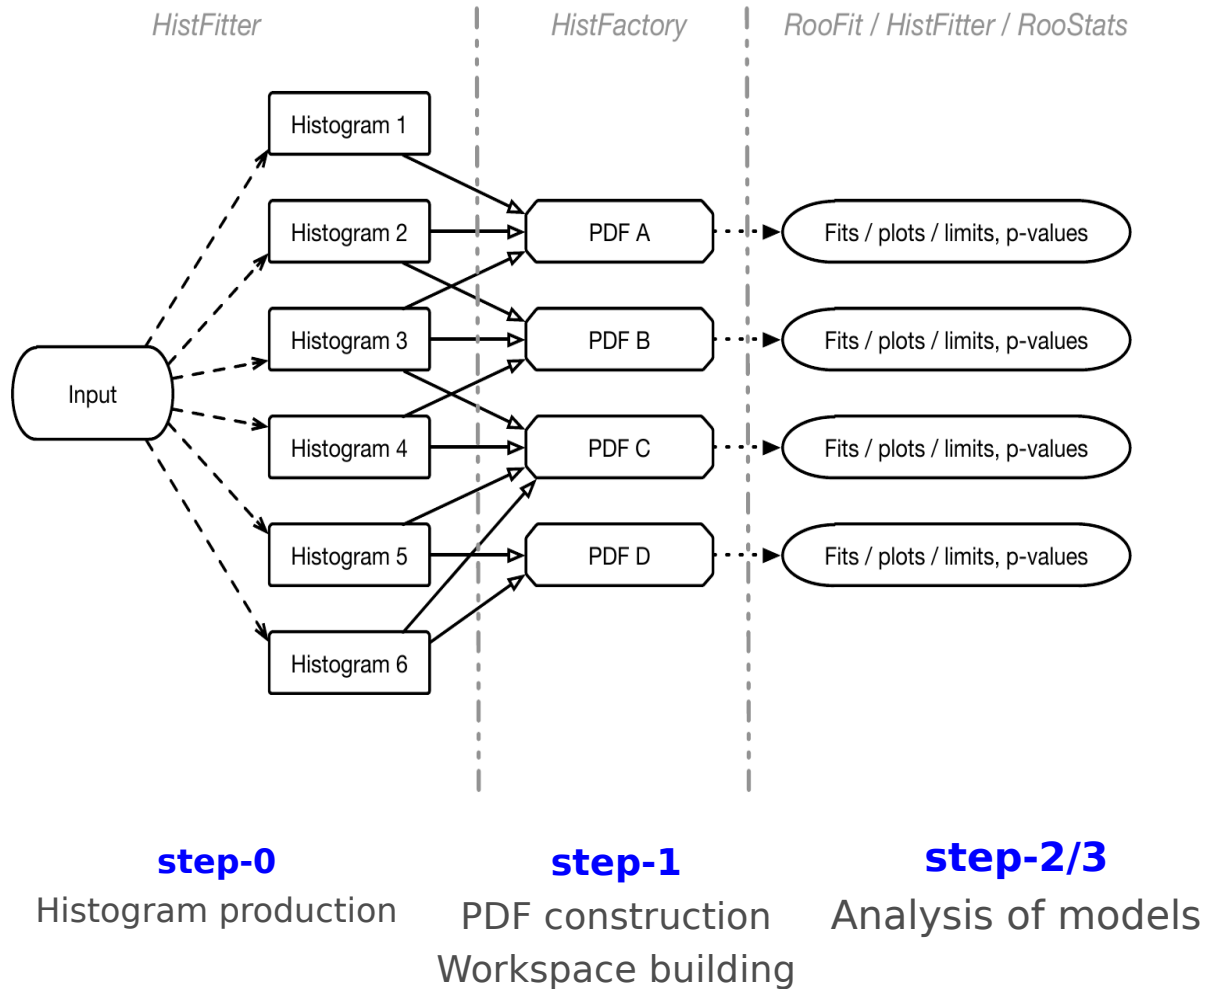 HistFitter
HistFactory
RooFit / HistFitter / RooStats
Histogram 1
Histogram 2
PDF A
Fits / plots / limits, p-values
Histogram 3
PDF B
Fits / plots / limits, p-values
Input
Histogram 4
PDF C
Fits / plots / limits, p-values
Histogram 5
PDF D
Fits / plots / limits, p-values
Histogram 6
step-0
Histogram production
step-1
PDF construction
Workspace building
step-2/3
Analysis of models